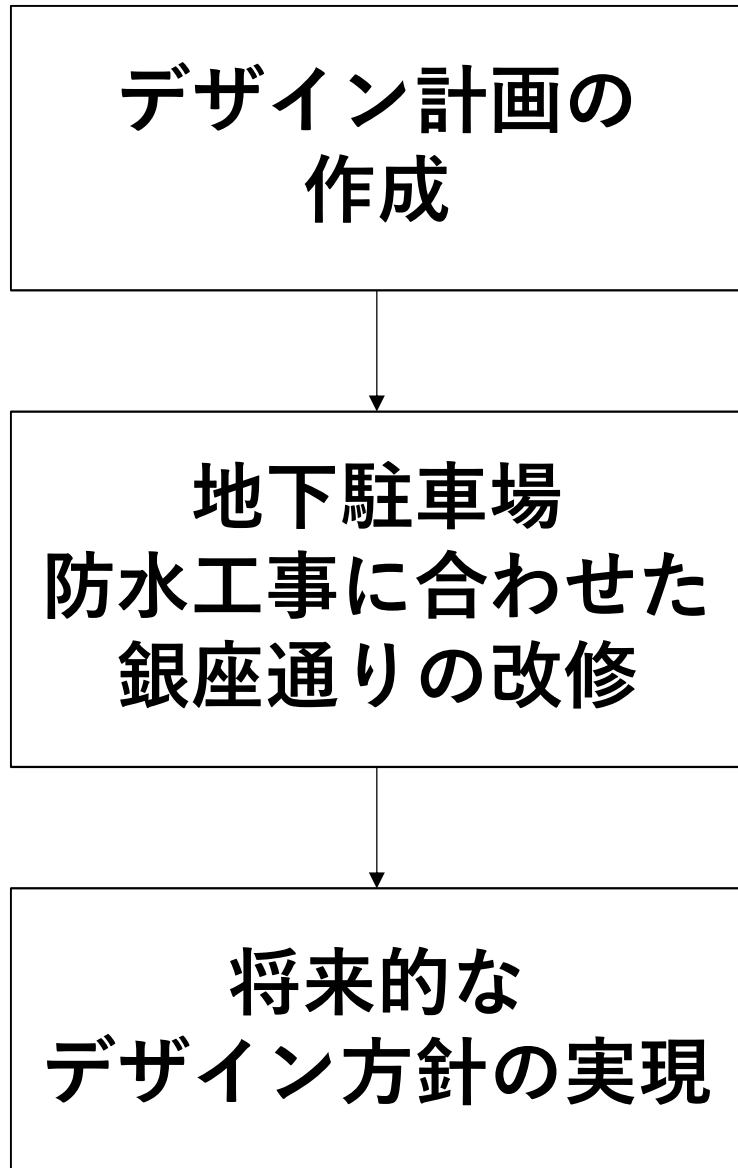 デザイン計画の
作成
地下駐車場
防水工事に合わせた
銀座通りの改修
将来的な
デザイン方針の実現